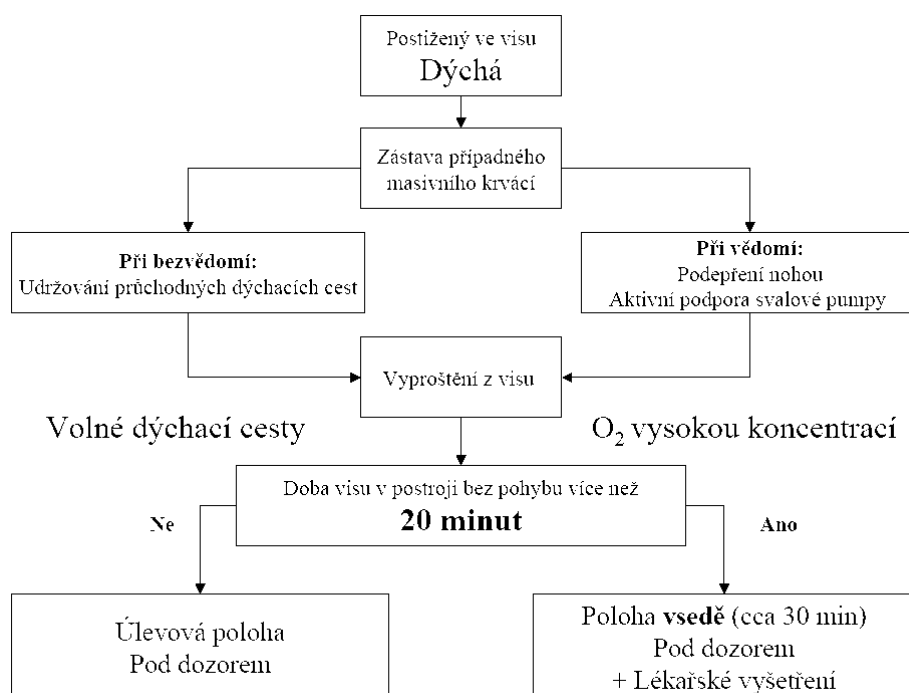 Postižený ve visu
Dýchá
Zástava případného
masivního krvácí
Při bezvědomí:
Udržování průchodných dýchacích cest
Při vědomí:
Podepření nohou
Aktivní podpora svalové pumpy
Vyproštění z visu
Volné dýchací cesty
O₂ vysokou koncentrací
Doba visu v postroji bez pohybu více než
20 minut
Ne
Ano
Úlevová poloha
Pod dozorem
Poloha vsedě (cca 30 min)
Pod dozorem
+ Lékařské vyšetření